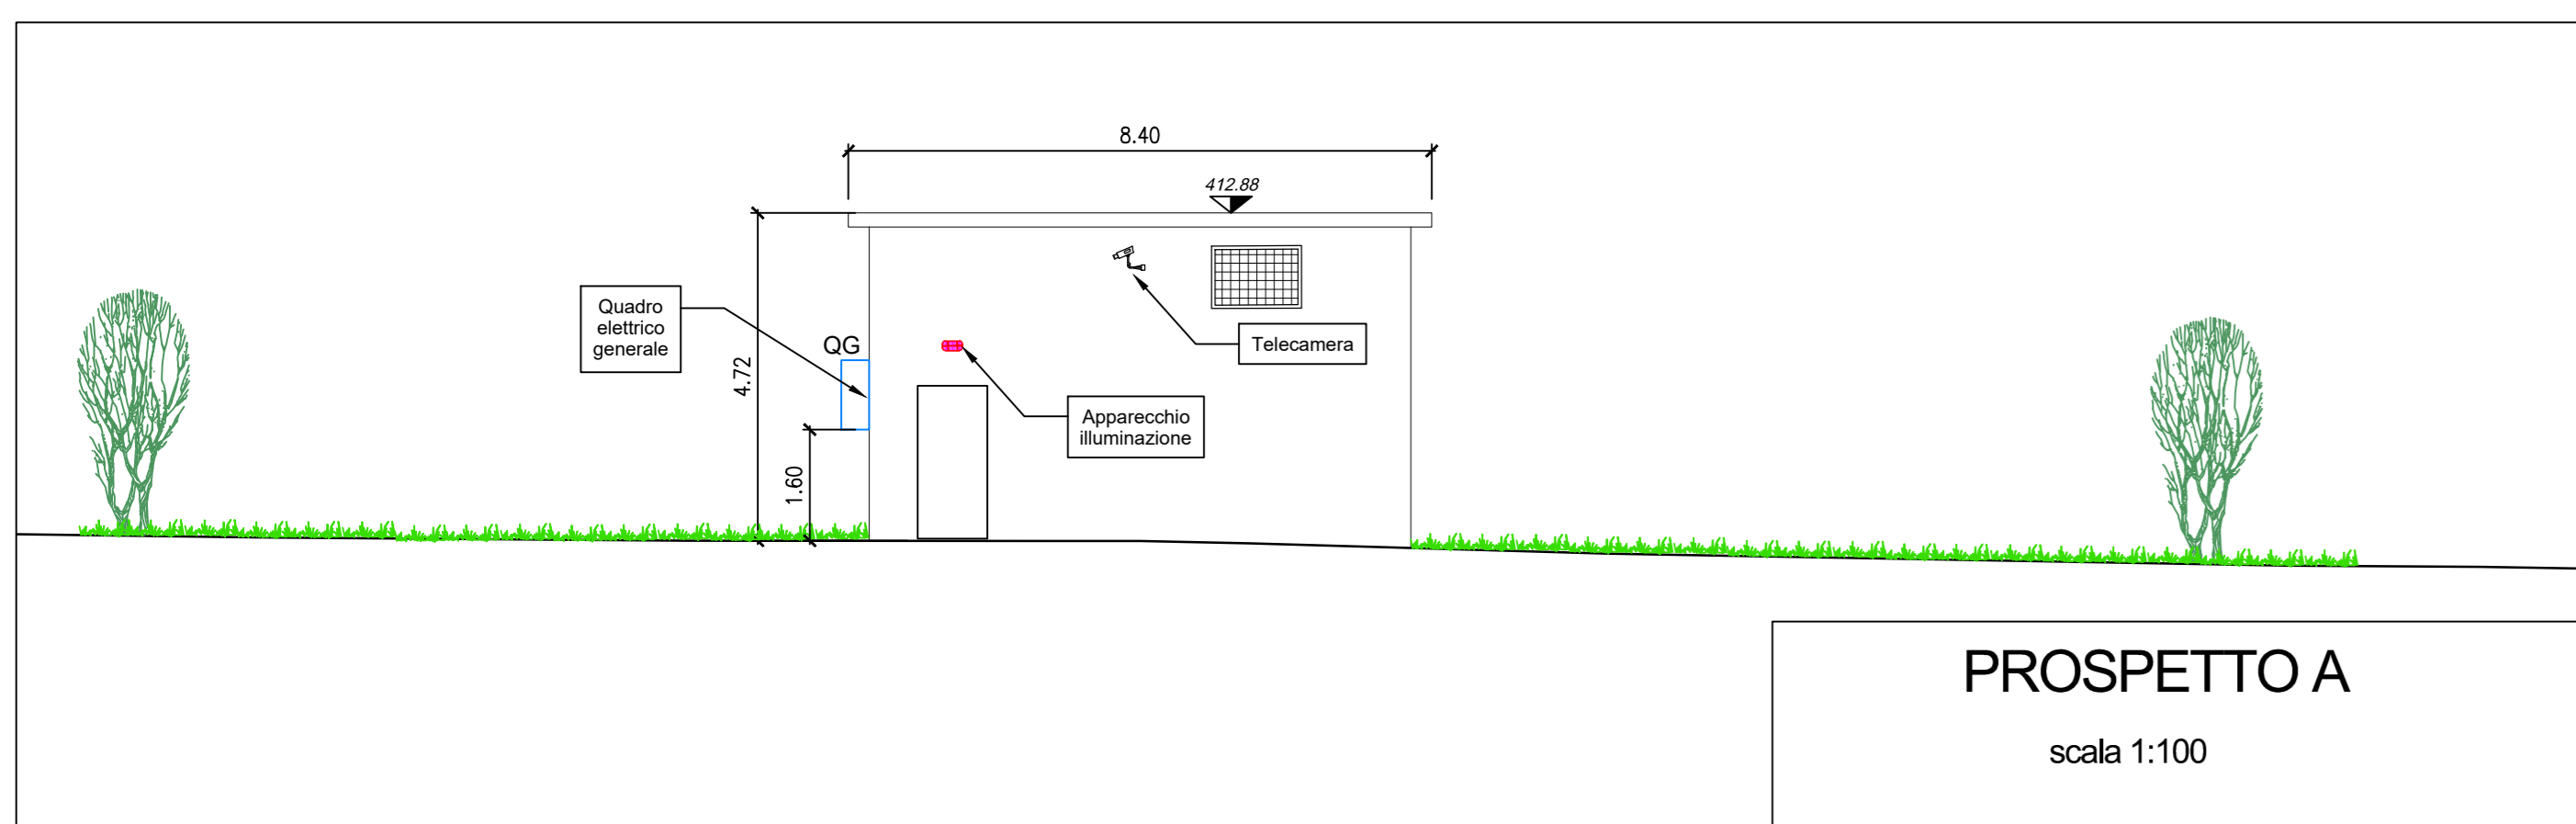 8.40
412.88
Quadro
elettrico
generale
QG
4.72
1.60
Telecamera
Apparecchio
illuminazione
PROSPETTO A
scala 1:100